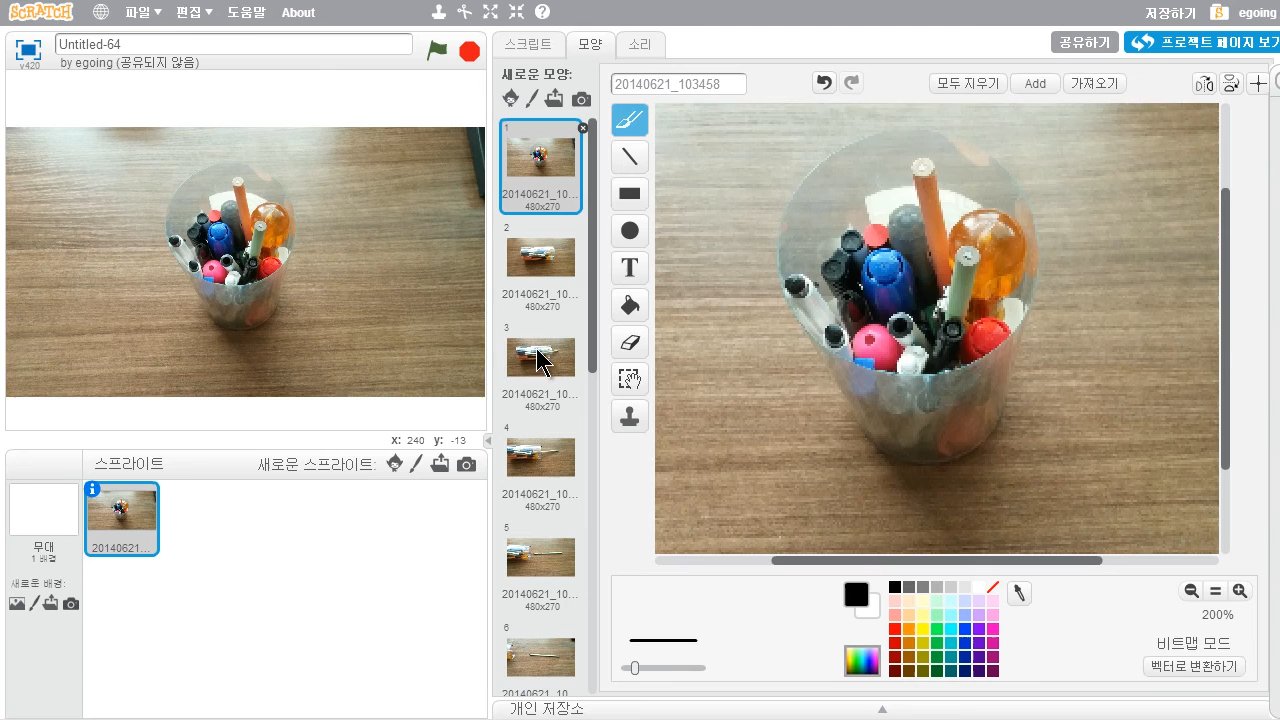 SCRATCH 파일▼ 편집▼ 도움말 About 저장하기 egoing
v420
Untitled-64
by egoing (공유되지 않음)
스크립트 모양 소리
공유하기 프로젝트 페이지 보기
새로운 모양:
20140621_103458
모두 지우기 Add 가져오기
1
20140621_10...
480x270
2
20140621_10...
480x270
3
20140621_10...
480x270
4
20140621_10...
480x270
5
20140621_10...
480x270
6
20140621_10...
T
x: 240 y: -13
스프라이트 새로운 스프라이트:
무대
1 배경
새로운 배경:
20140621...
200%
비트맵 모드
벡터로 변환하기
개인 저장소